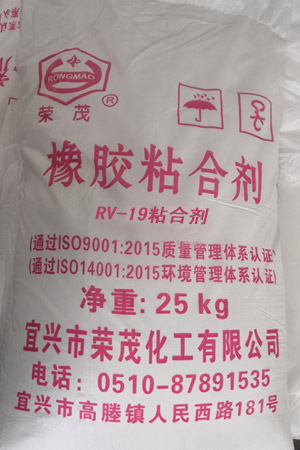 RONGMAO
荣茂®
橡胶粘合剂
RV-19粘合剂
(通过ISO9001:2015质量管理体系认证)
(通过ISO14001:2015环境管理体系认证)
净重: 25 kg
宜兴市荣茂化工有限公司
电话: 0510-87891535
宜兴市高塍镇人民西路181号